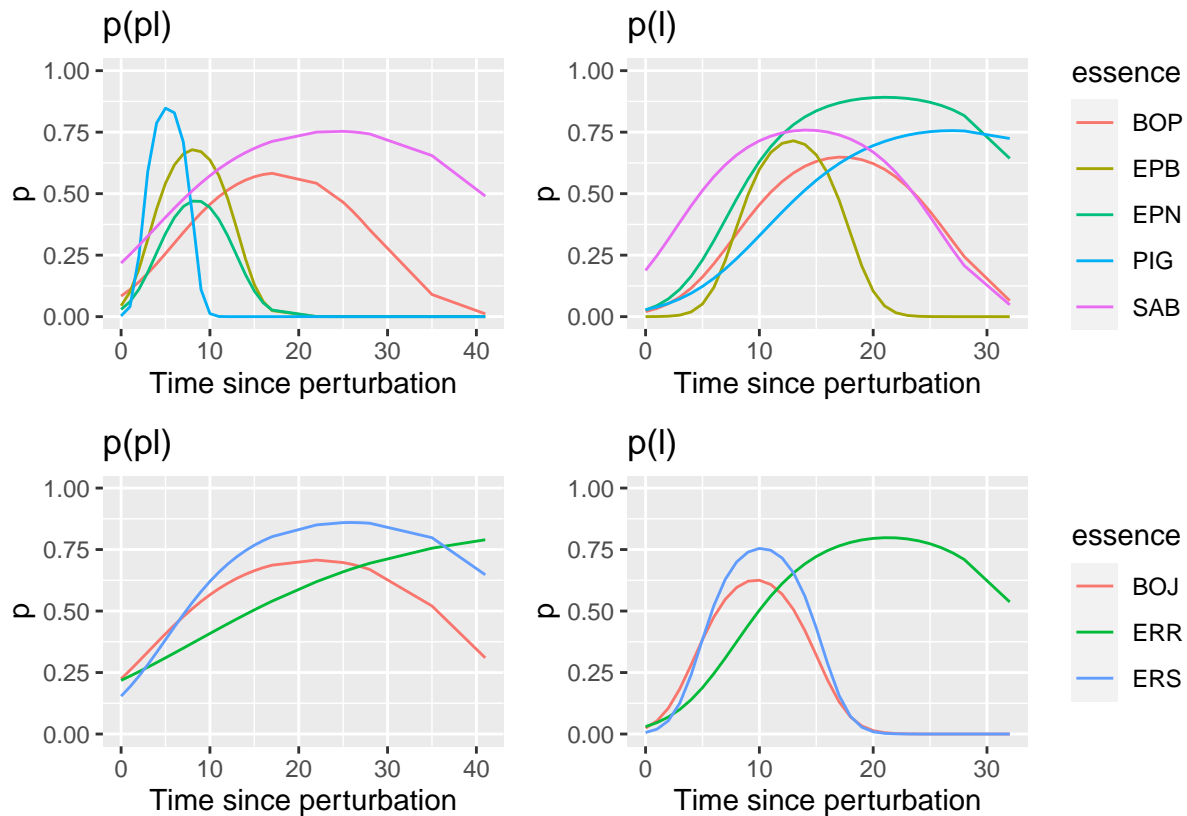 p(pl)
p
1.00
0.75
0.50
0.25
0.00
0 10 20 30 40
Time since perturbation
p(l)
p
1.00
0.75
0.50
0.25
0.00
0 10 20 30
Time since perturbation
essence
BOP
EPB
EPN
PIG
SAB
p(pl)
p
1.00
0.75
0.50
0.25
0.00
0 10 20 30 40
Time since perturbation
p(l)
p
1.00
0.75
0.50
0.25
0.00
0 10 20 30
Time since perturbation
essence
BOJ
ERR
ERS